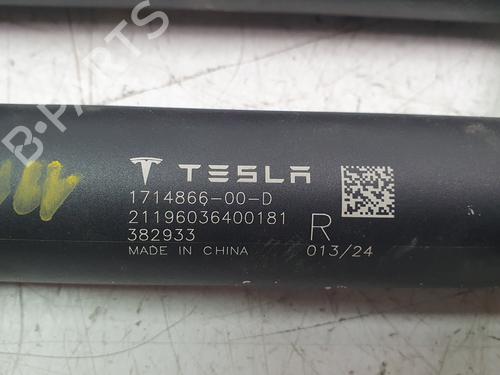 B-PARTS
TESLA
1714866-00-D
21196036400181
382933
R
MADE IN CHINA
013/24